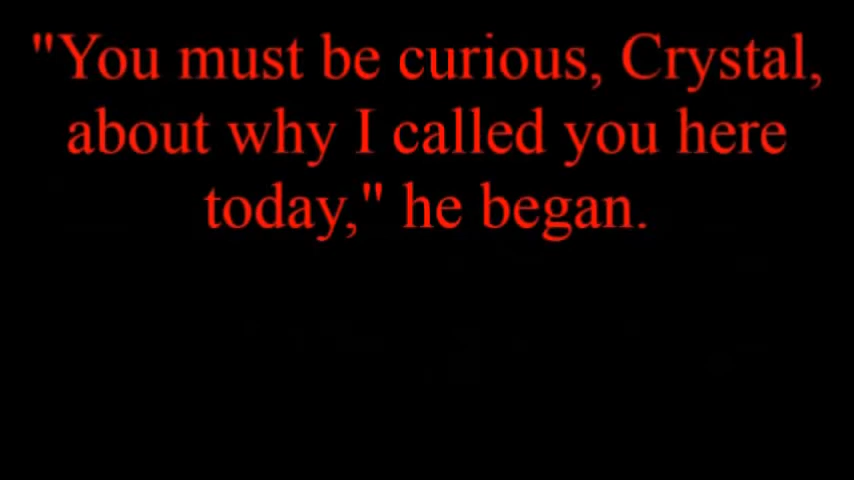 "You must be curious, Crystal,
about why I called you here
today," he began.